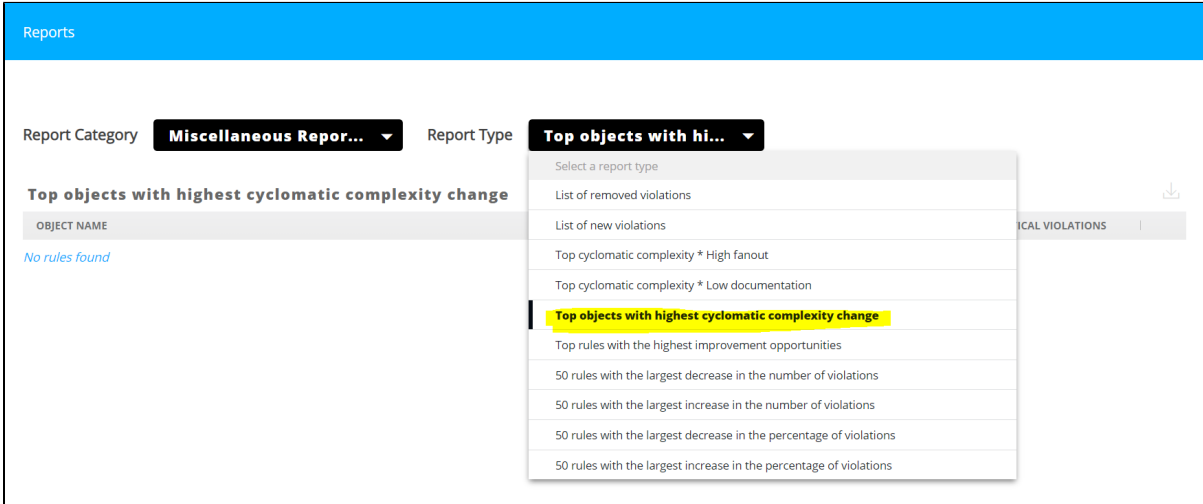 Reports
Report Category Miscellaneous Repor... Report Type Top objects with hi...
Select a report type
List of removed violations
List of new violations
Top cyclomatic complexity * High fanout
Top cyclomatic complexity * Low documentation
Top objects with highest cyclomatic complexity change
Top rules with the highest improvement opportunities
50 rules with the largest decrease in the number of violations
50 rules with the largest increase in the number of violations
50 rules with the largest decrease in the percentage of violations
50 rules with the largest increase in the percentage of violations
Top objects with highest cyclomatic complexity change
OBJECT NAME ICAL VIOLATIONS
No rules found